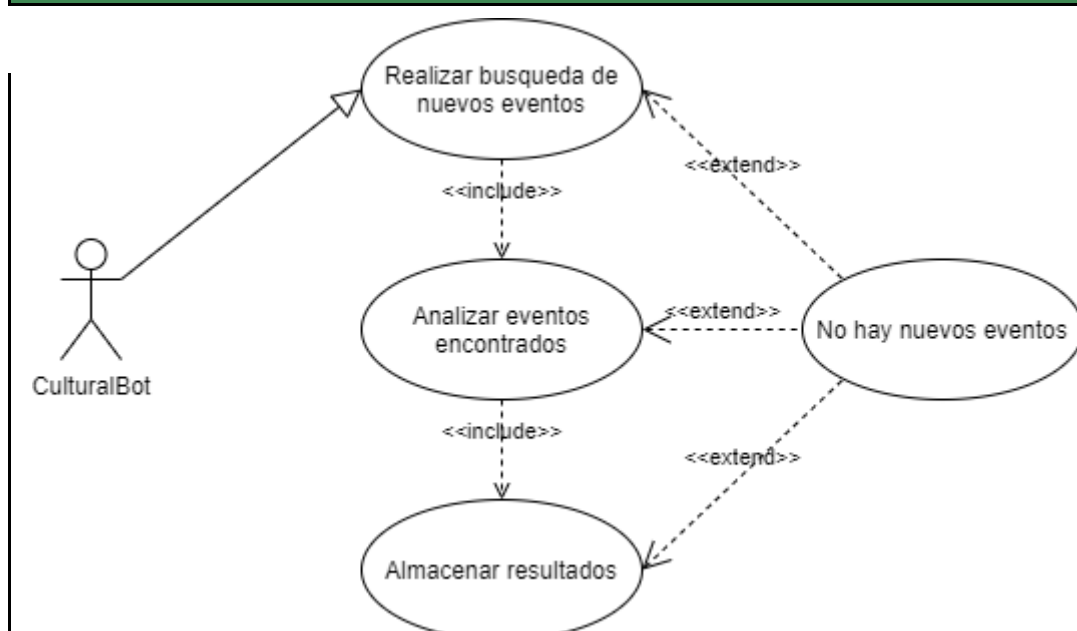 Realizar busqueda de
nuevos eventos
<<extend>>
<<include>>
Analizar eventos
encontrados
<<extend>>
No hay nuevos eventos
CulturalBot
<<include>>
<<extend>>
Almacenar resultados